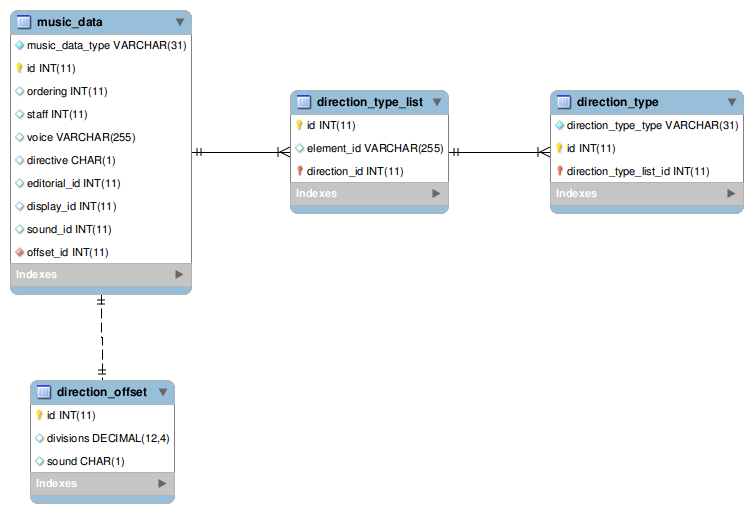 music_data
music_data_type VARCHAR(31)
id INT(11)
ordering INT(11)
staff INT(11)
voice VARCHAR(255)
directive CHAR(1)
editorial_id INT(11)
display_id INT(11)
sound_id INT(11)
offset_id INT(11)
Indexes
direction_type_list
id INT(11)
element_id VARCHAR(255)
direction_id INT(11)
Indexes
direction_type
direction_type_type VARCHAR(31)
id INT(11)
direction_type_list_id INT(11)
Indexes
direction_offset
id INT(11)
divisions DECIMAL(12,4)
sound CHAR(1)
Indexes